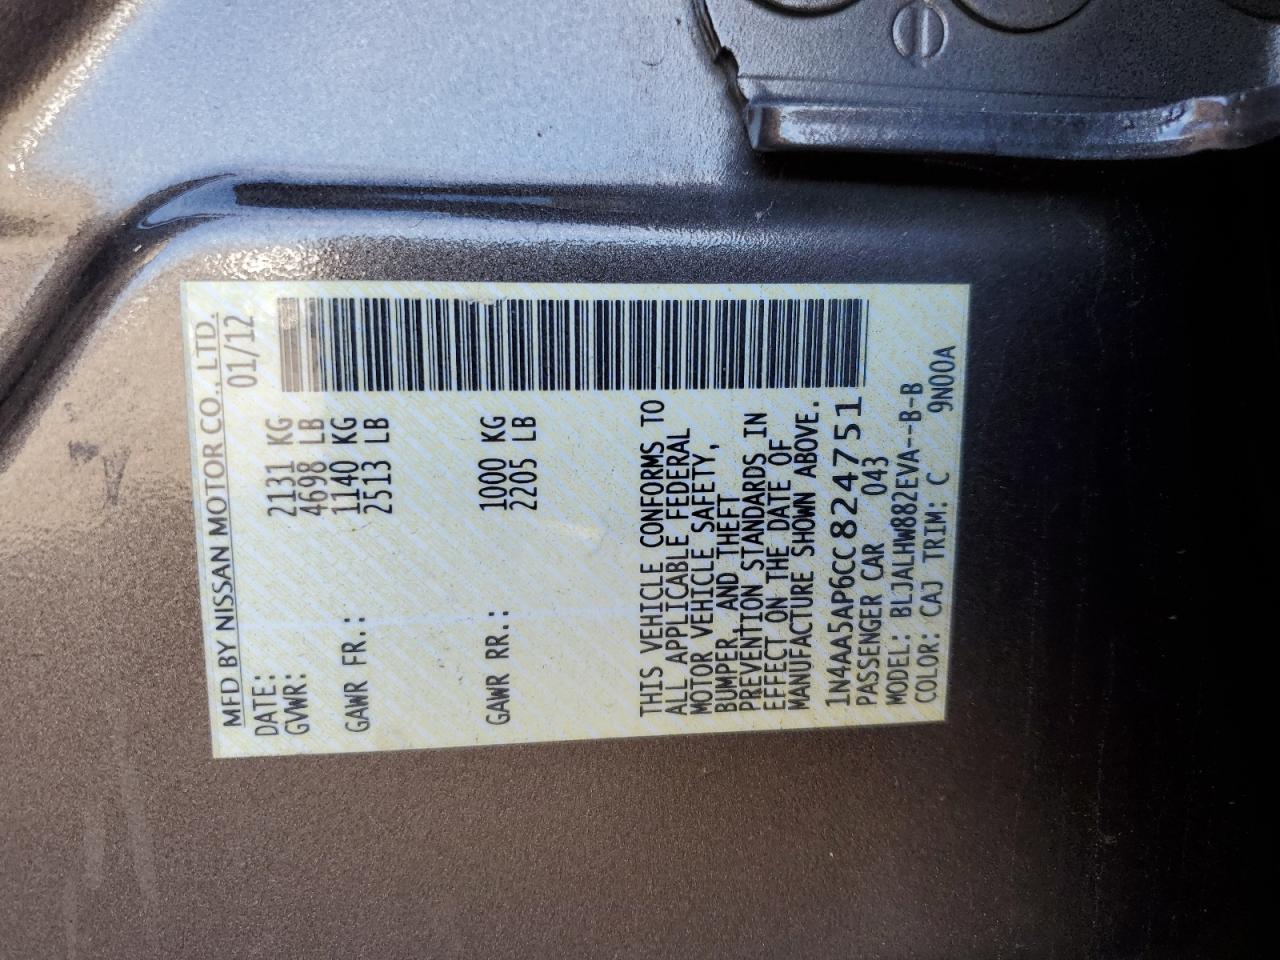 MFD BY NISSAN MOTOR CO., LTD.
DATE: 01/12
GVWR: 2131 KG
4698 LB
GAWR FR.: 1140 KG
2513 LB
GAWR RR.: 1000 KG
2205 LB
THIS VEHICLE CONFORMS TO
ALL APPLICABLE FEDERAL
MOTOR VEHICLE SAFETY,
BUMPER, AND THEFT
PREVENTION STANDARDS IN
EFFECT ON THE DATE OF
MANUFACTURE SHOWN ABOVE.
1N4AA5AP6CC824751
PASSENGER CAR 043
MODEL: BLJALHW882EVA--B-B
COLOR: CAJ TRIM: C 9N00A